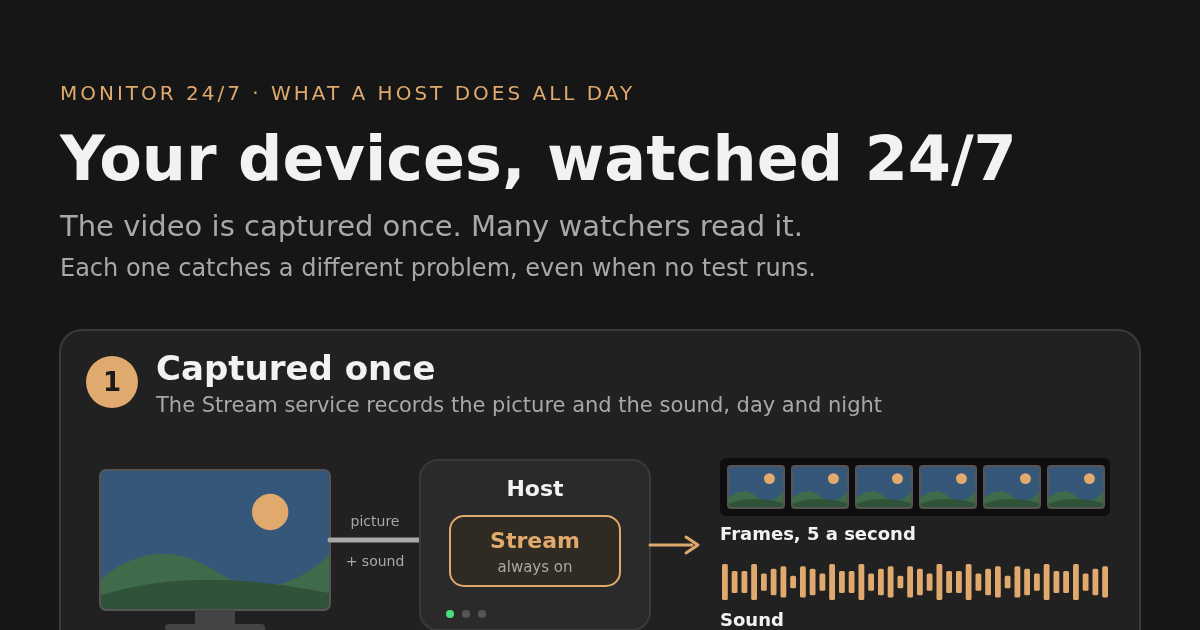 MONITOR 24/7 · WHAT A HOST DOES ALL DAY
Your devices, watched 24/7
The video is captured once. Many watchers read it.
Each one catches a different problem, even when no test runs.
1
Captured once
The Stream service records the picture and the sound, day and night
picture
+ sound
Host
Stream
always on
Frames, 5 a second
Sound